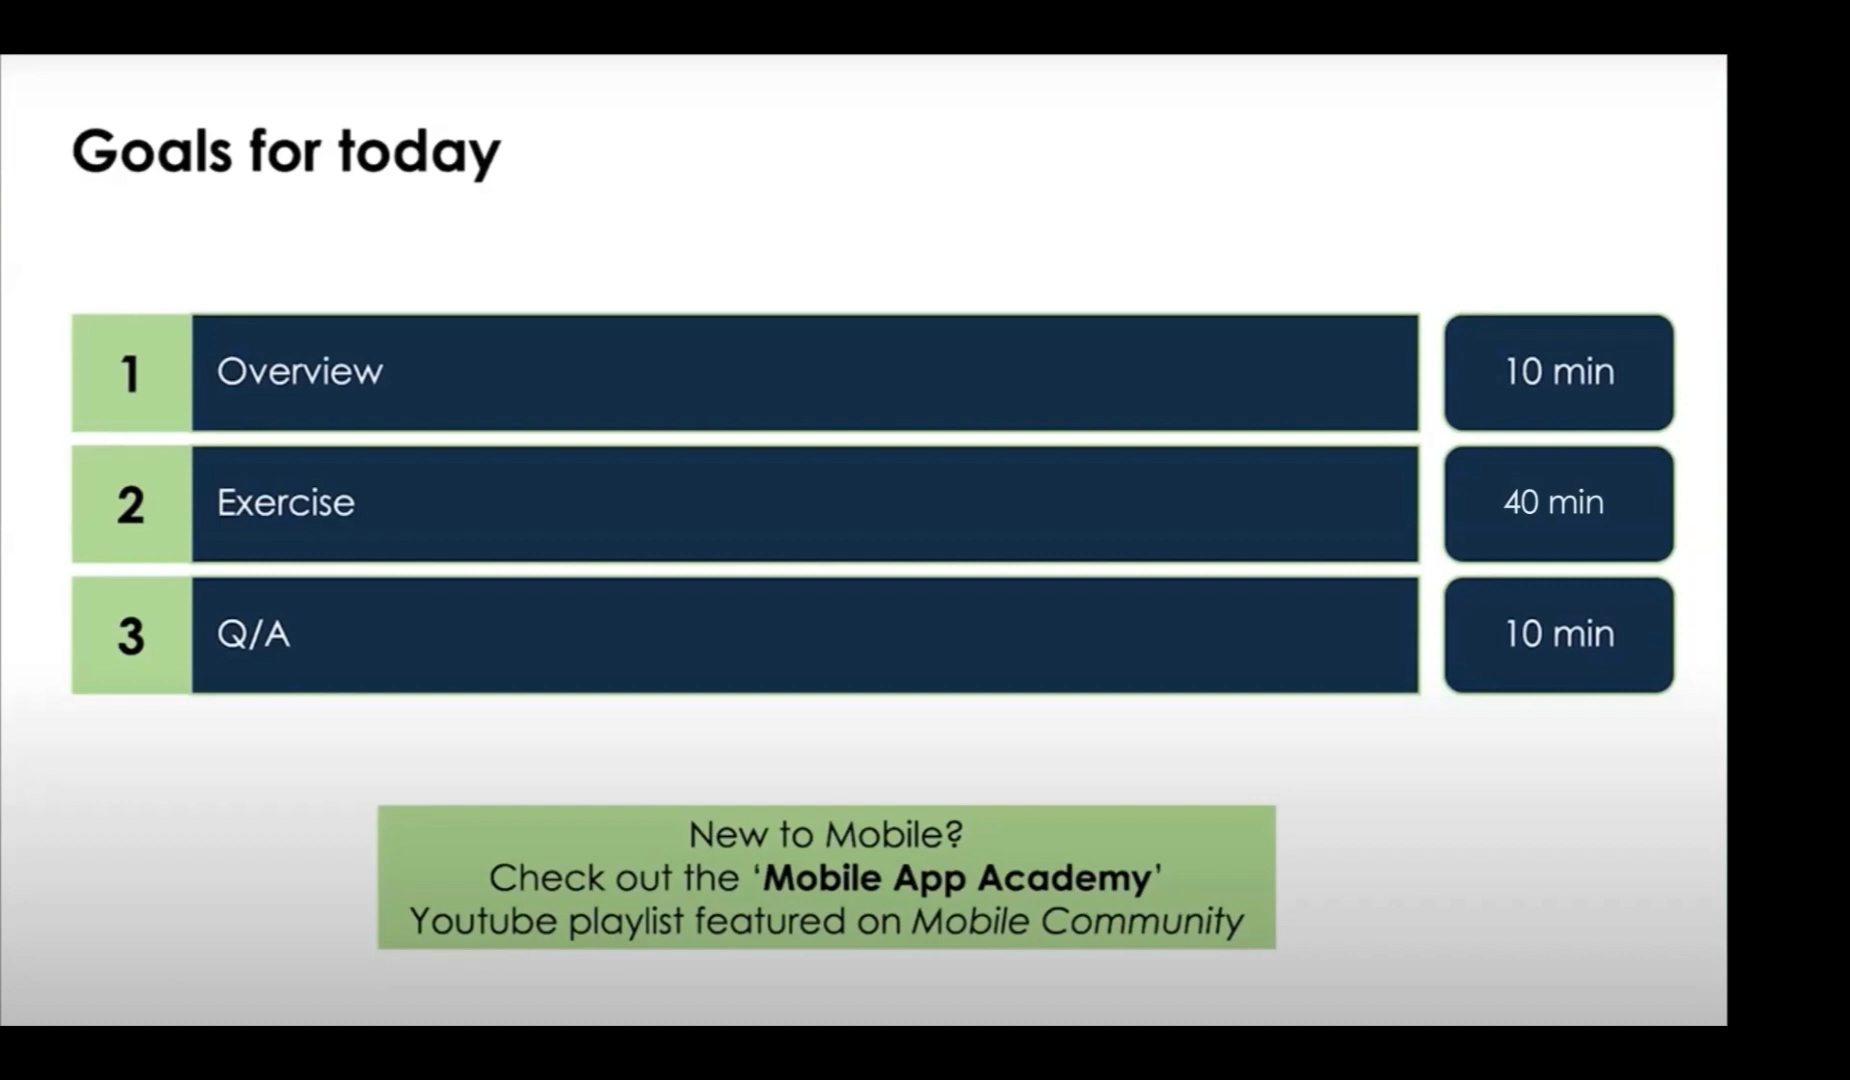 Goals for today
1 Overview 10 min
2 Exercise 40 min
3 Q/A 10 min
New to Mobile?
Check out the ‘Mobile App Academy’
Youtube playlist featured on Mobile Community